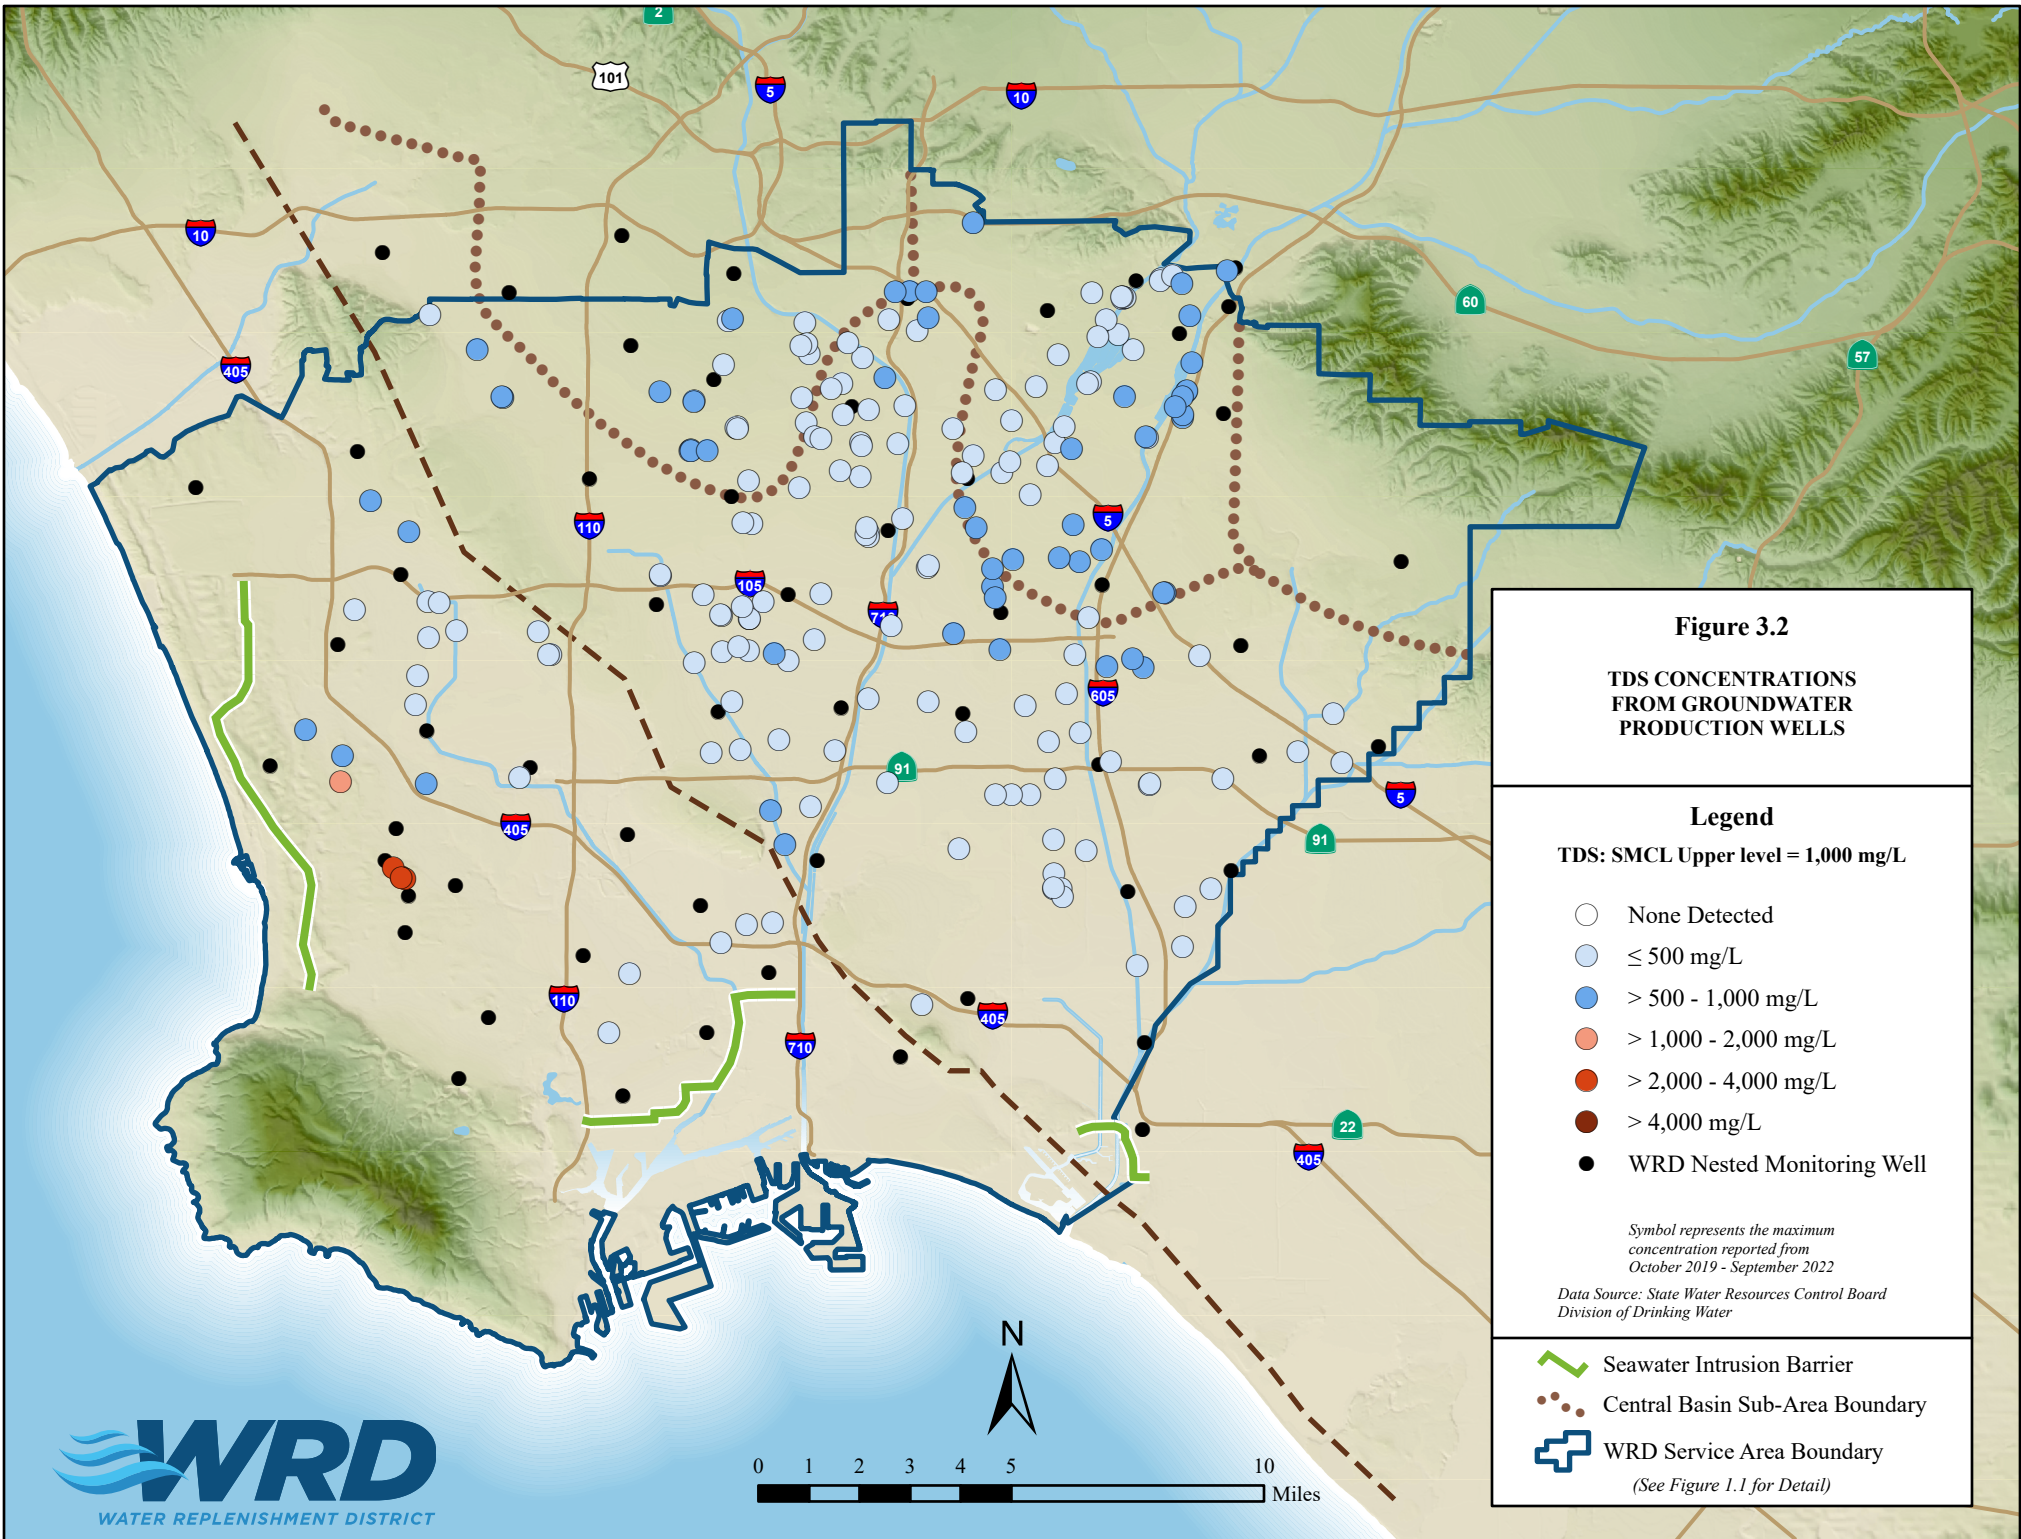 2
101
5
10
10
60
57
405
110
5
105
710
605
91
5
91
405
110
405
710
22
405
Figure 3.2
TDS CONCENTRATIONS
FROM GROUNDWATER
PRODUCTION WELLS
Legend
TDS: SMCL Upper level = 1,000 mg/L
None Detected
≤ 500 mg/L
> 500 - 1,000 mg/L
> 1,000 - 2,000 mg/L
> 2,000 - 4,000 mg/L
> 4,000 mg/L
WRD Nested Monitoring Well
Symbol represents the maximum
concentration reported from
October 2019 - September 2022
Data Source: State Water Resources Control Board
Division of Drinking Water
Seawater Intrusion Barrier
Central Basin Sub-Area Boundary
WRD Service Area Boundary
(See Figure 1.1 for Detail)
N
0 1 2 3 4 5 10
Miles
WRD
WATER REPLENISHMENT DISTRICT